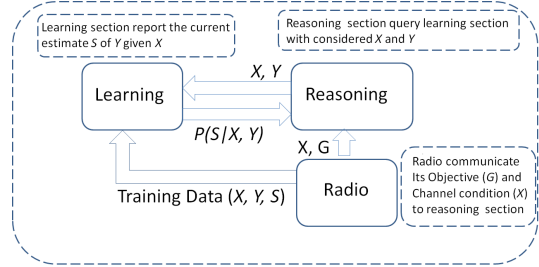 Learning section report the current
estimate S of Y given X
Reasoning section query learning section
with considered X and Y
X, Y
Learning
Reasoning
P(S|X, Y)
X, G
Radio
Training Data (X, Y, S)
Radio communicate
Its Objective (G) and
Channel condition (X)
to reasoning section